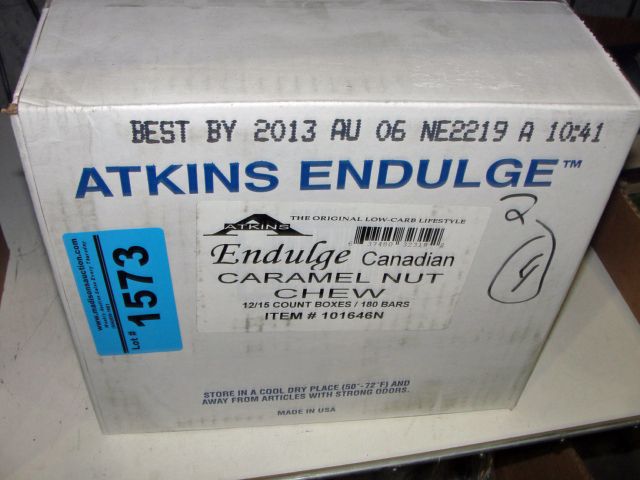 BEST BY 2013 AU 06 NE2219 A 10:41
ATKINS ENDULGE™
2
4
ATKINS
THE ORIGINAL LOW-CARB LIFESTYLE
Endulge Canadian
CARAMEL NUT
CHEW
12/15 COUNT BOXES / 180 BARS
ITEM # 101646N
www.madisonsauction.com
Lot # 1573
STORE IN A COOL DRY PLACE (50°-72°F) AND
AWAY FROM ARTICLES WITH STRONG ODORS.
MADE IN USA